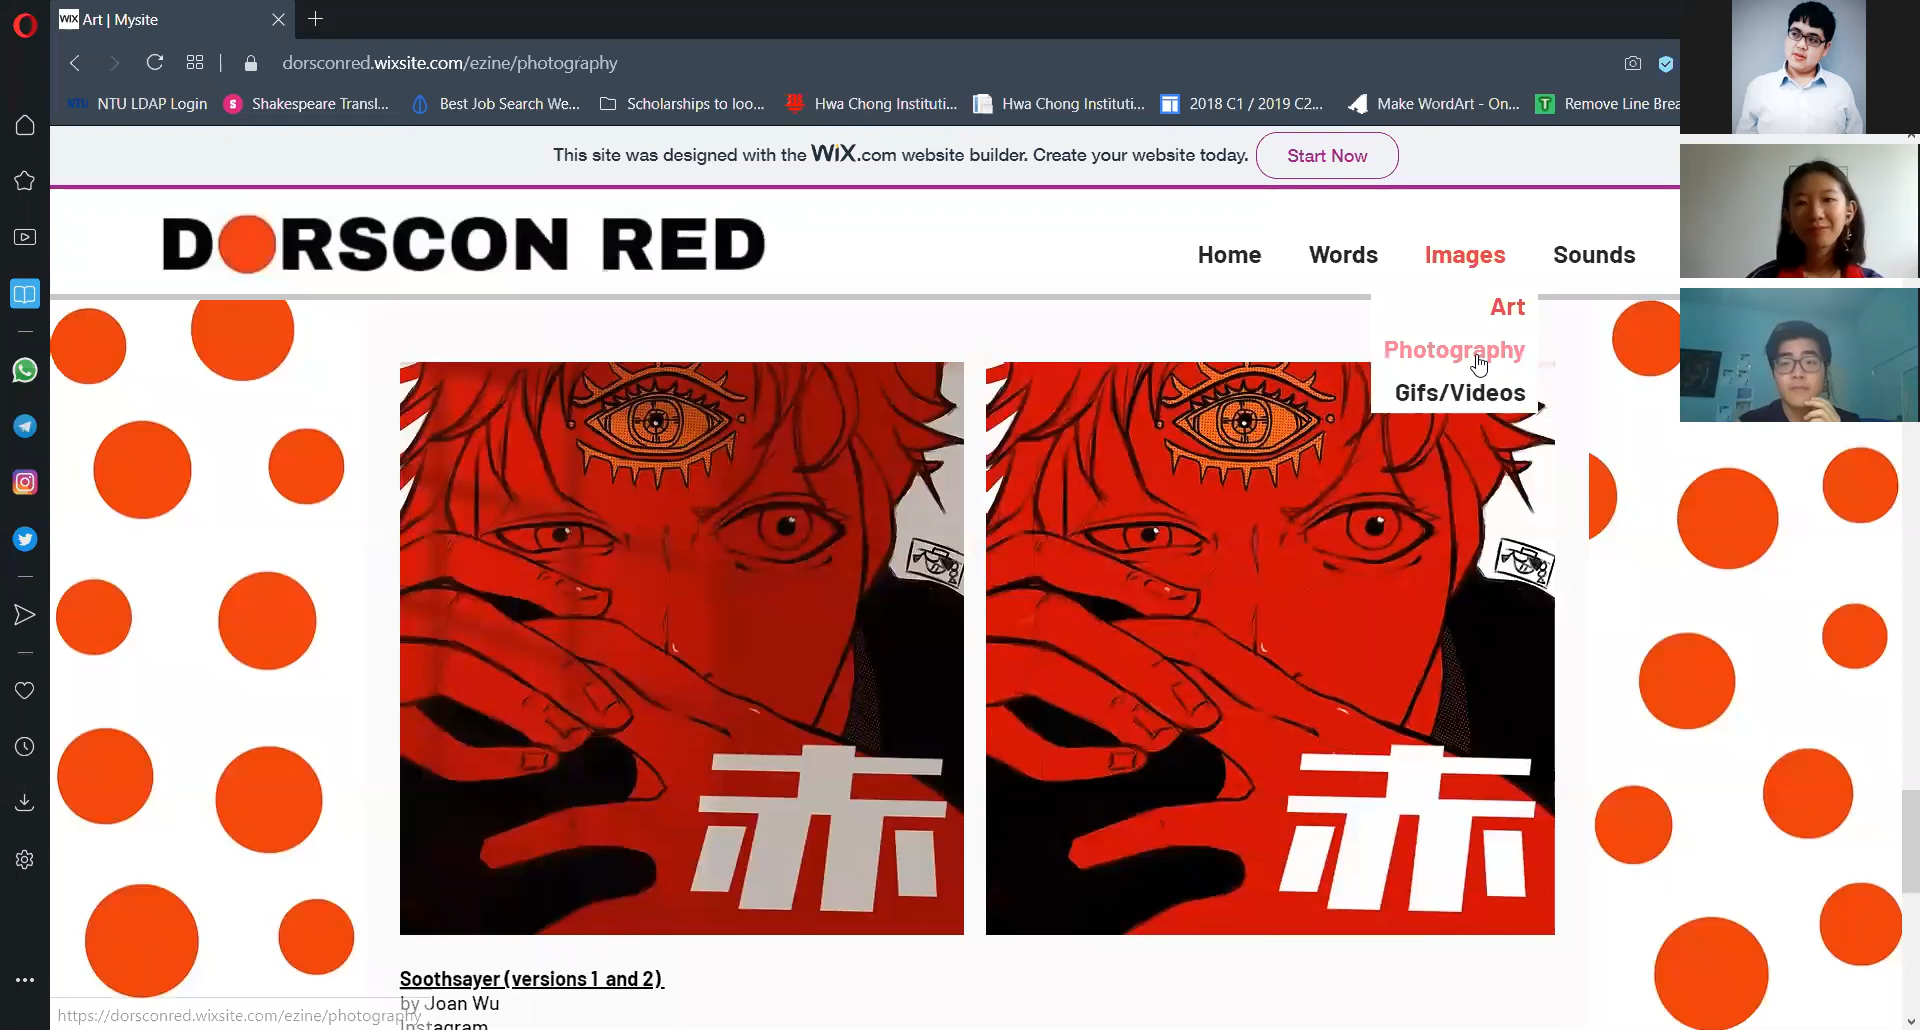 WIX Art | Mysite
dorsconred.wixsite.com/ezine/photography
NTU NTU LDAP Login
S Shakespeare Transl...
Best Job Search We...
Scholarships to loo...
Hwa Chong Instituti...
Hwa Chong Instituti...
2018 C1 / 2019 C2...
Make WordArt - On...
T Remove Line Brea
This site was designed with the WiX.com website builder. Create your website today.
Start Now
DORSCON RED
Home
Words
Images
Sounds
Art
Photography
Gifs/Videos
赤
赤
Soothsayer (versions 1 and 2)
by Joan Wu
Instagram
https://dorsconred.wixsite.com/ezine/photography